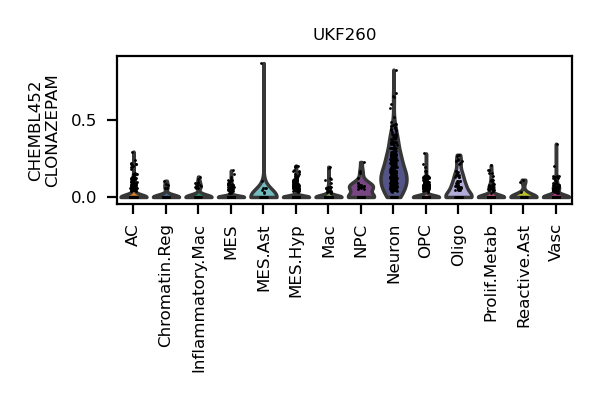 UKF260
CHEMBL452
CLONAZEPAM
0.5
0.0
AC
Chromatin.Reg
Inflammatory.Mac
MES
MES.Ast
MES.Hyp
Mac
NPC
Neuron
OPC
Oligo
Prolif.Metab
Reactive.Ast
Vasc